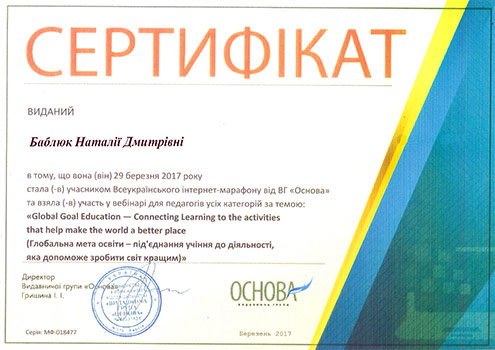 СЕРТИФІКАТ
ВИДАНИЙ
Баблюк Наталії Дмитрівні
в тому, що вона (він) 29 березня 2017 року
стала (-в) учасником Всеукраїнського інтернет-марафону від ВГ «Основа»
та взяла (-в) участь у вебінарі для педагогів усіх категорій за темою:
«Global Goal Education — Connecting Learning to the activities
that help make the world a better place
(Глобальна мета освіти – під'єднання учіння до діяльності,
яка допоможе зробити світ кращим)»
Директор
Видавничої групи «Основа»
Гришина І. І.
ВИДАВНИЧА
ГРУПА
«ОСНОВА»
ОСНОВА
видавнича група
Серія: МФ-018477
Березень 2017